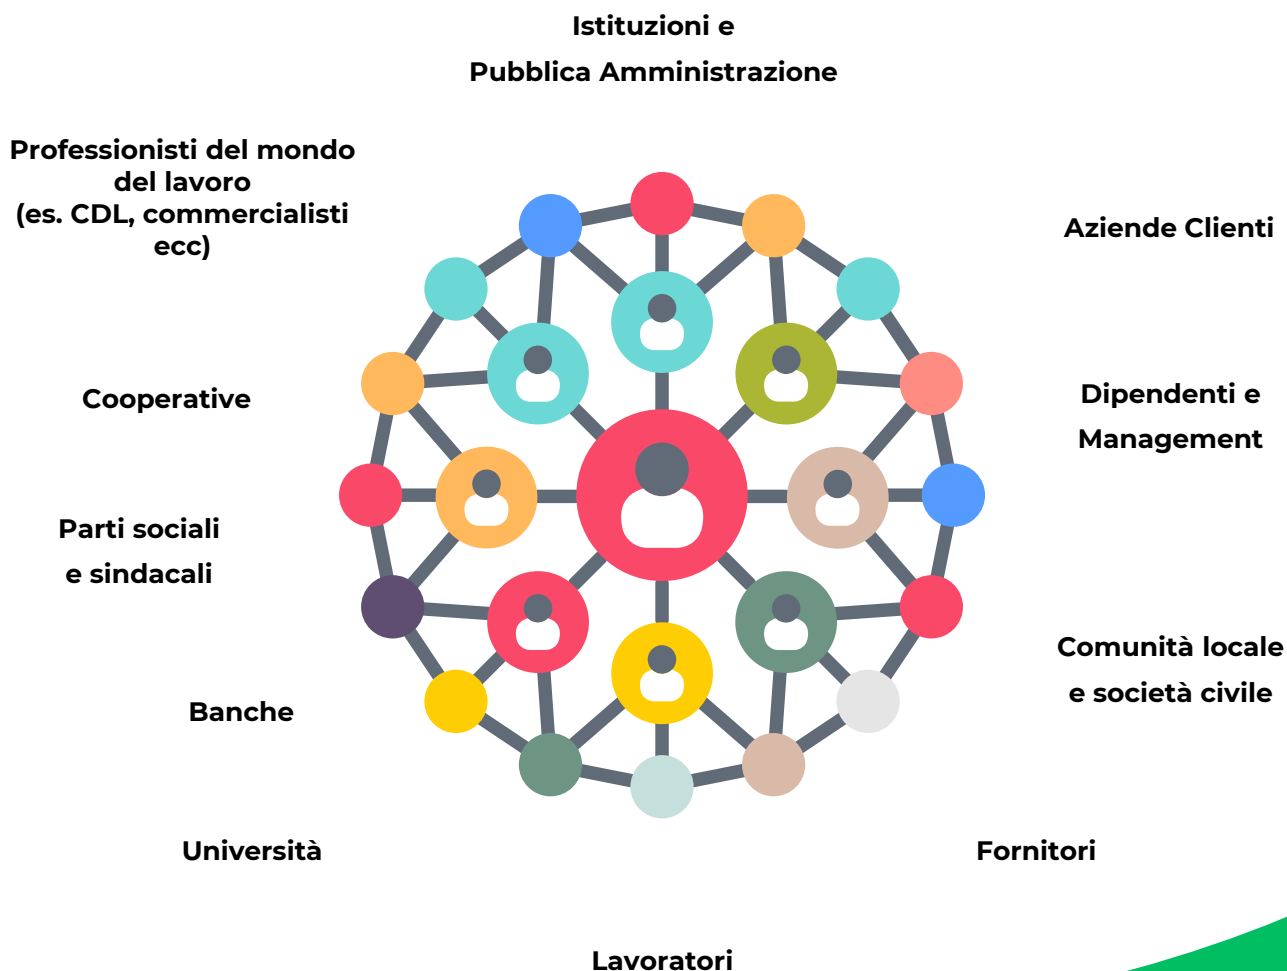 Istituzioni e
Pubblica Amministrazione
Professionisti del mondo
del lavoro
(es. CDL, commercialisti
ecc)
Aziende Clienti
Cooperative
Dipendenti e
Management
Parti sociali
e sindacali
Comunità locale
e società civile
Banche
Università
Fornitori
Lavoratori